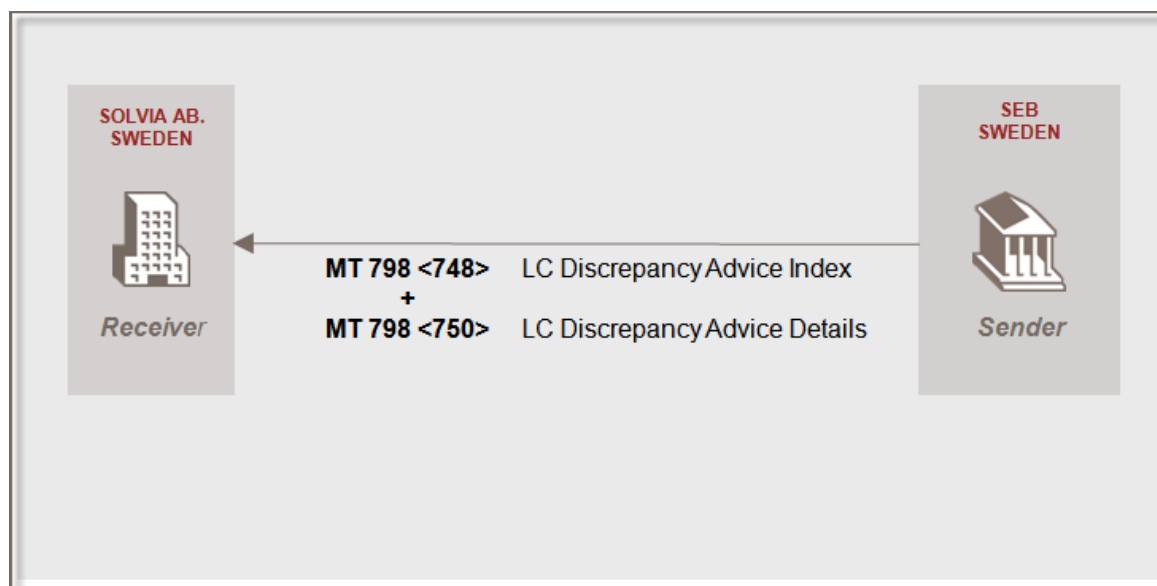 SOLVIA AB.
SWEDEN
Receiver
SEB
SWEDEN
Sender
MT 798 <748> LC Discrepancy Advice Index
+
MT 798 <750> LC Discrepancy Advice Details